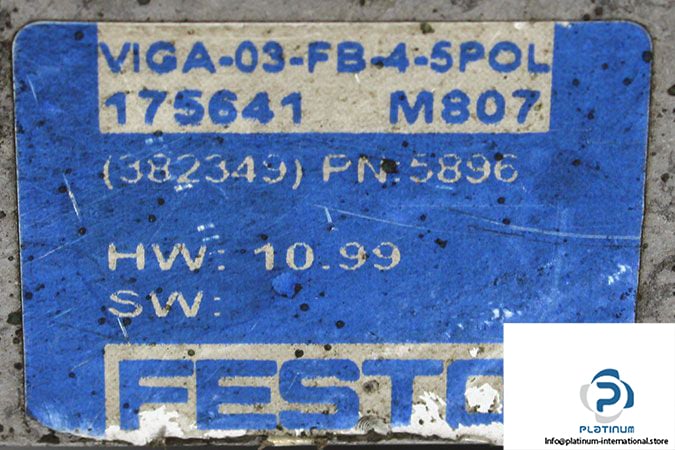 VIGA-03-FB-4-5POL
175641 M807
(382349) PN:5896
HW: 10.99
SW:
FESTO
PLATINUM
Info@platinum-international.store